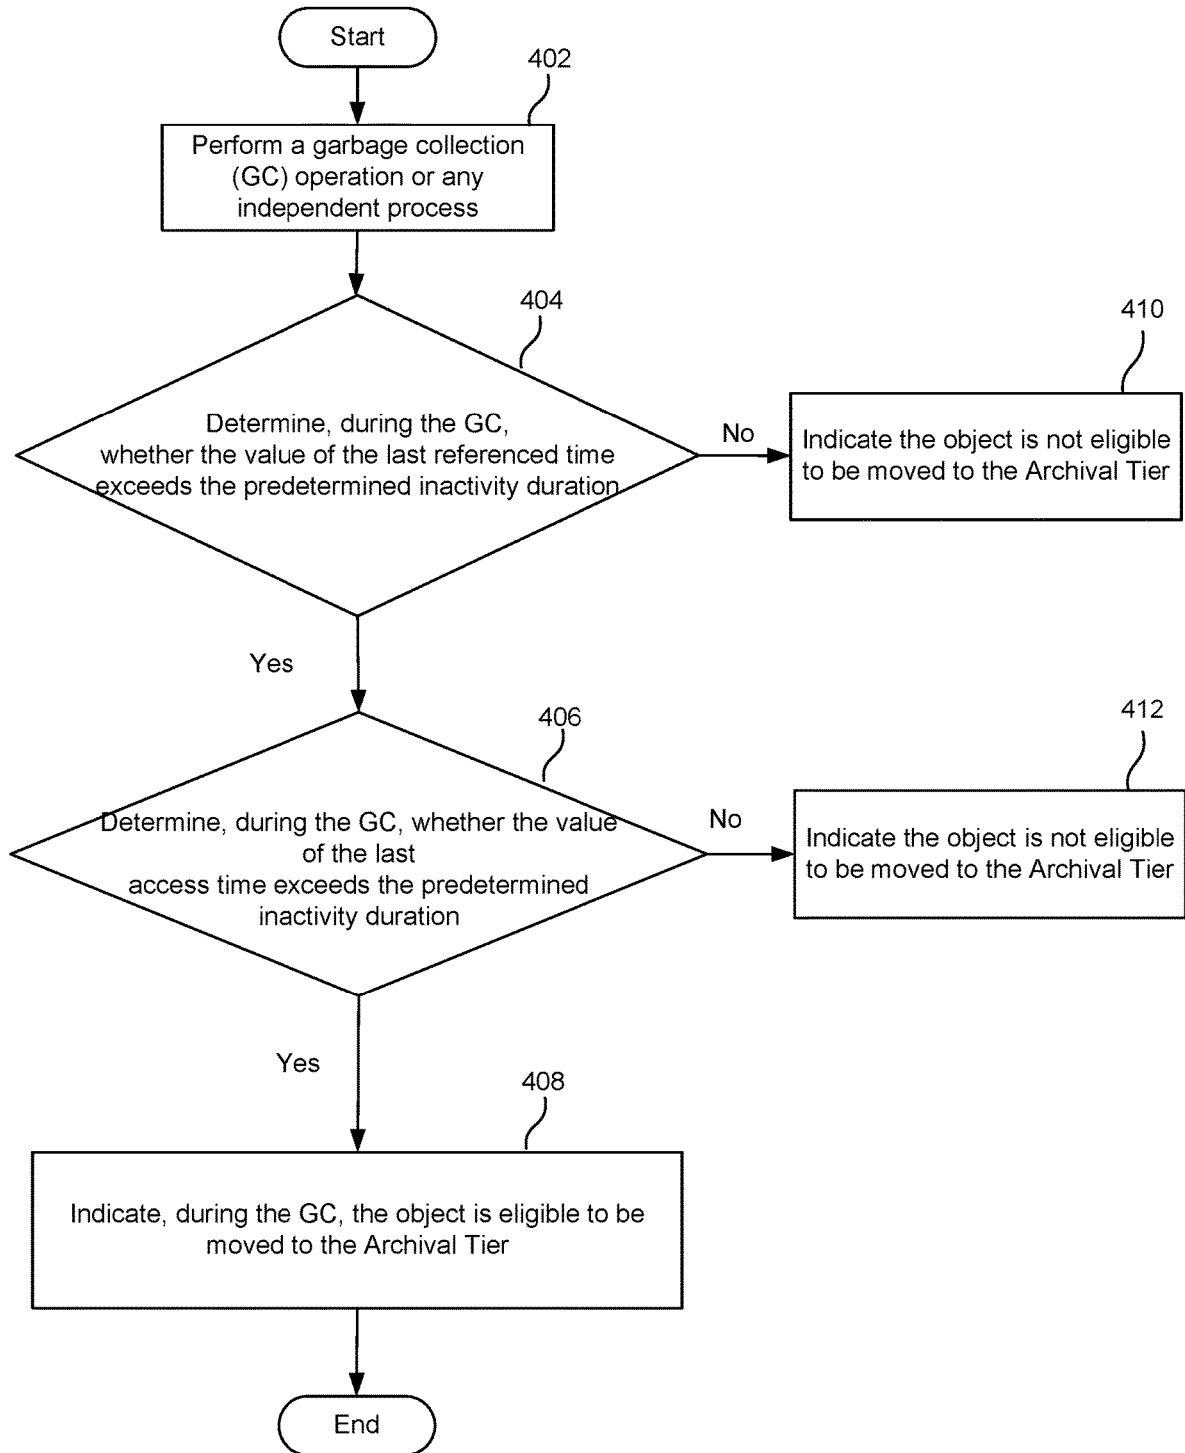 Start
402
Perform a garbage collection
(GC) operation or any
independent process
404
Determine, during the GC,
whether the value of the last referenced time
exceeds the predetermined inactivity duration
No
410
Indicate the object is not eligible
to be moved to the Archival Tier
Yes
406
Determine, during the GC, whether the value
of the last
access time exceeds the predetermined
inactivity duration
No
412
Indicate the object is not eligible
to be moved to the Archival Tier
Yes
408
Indicate, during the GC, the object is eligible to be
moved to the Archival Tier
End